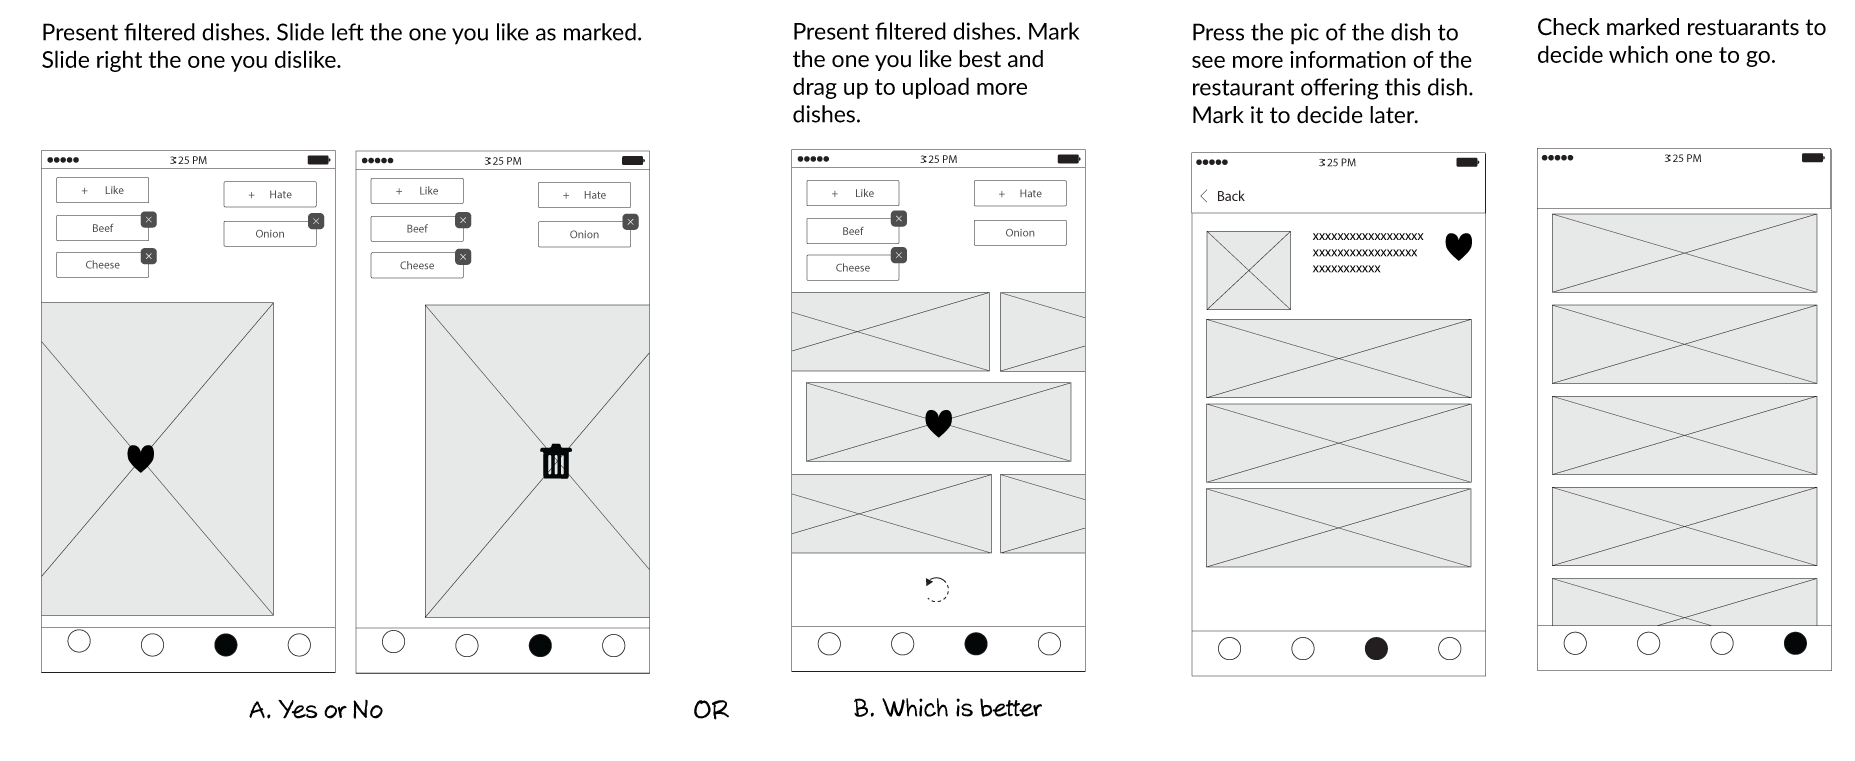 Present filtered dishes. Slide left the one you like as marked.
Slide right the one you dislike.
Present filtered dishes. Mark
the one you like best and
drag up to upload more
dishes.
Press the pic of the dish to
see more information of the
restaurant offering this dish.
Mark it to decide later.
Check marked restuarants to
decide which one to go.
3:25 PM
+ Like
+ Hate
Beef
Onion
Cheese
3:25 PM
+ Like
+ Hate
Beef
Onion
Cheese
3:25 PM
+ Like
+ Hate
Beef
Onion
Cheese
3:25 PM
Back
xxxxxxxxxxxxxxxxxx
xxxxxxxxxxxxxxxxx
xxxxxxxxxxx
3:25 PM
A. Yes or No
OR
B. Which is better